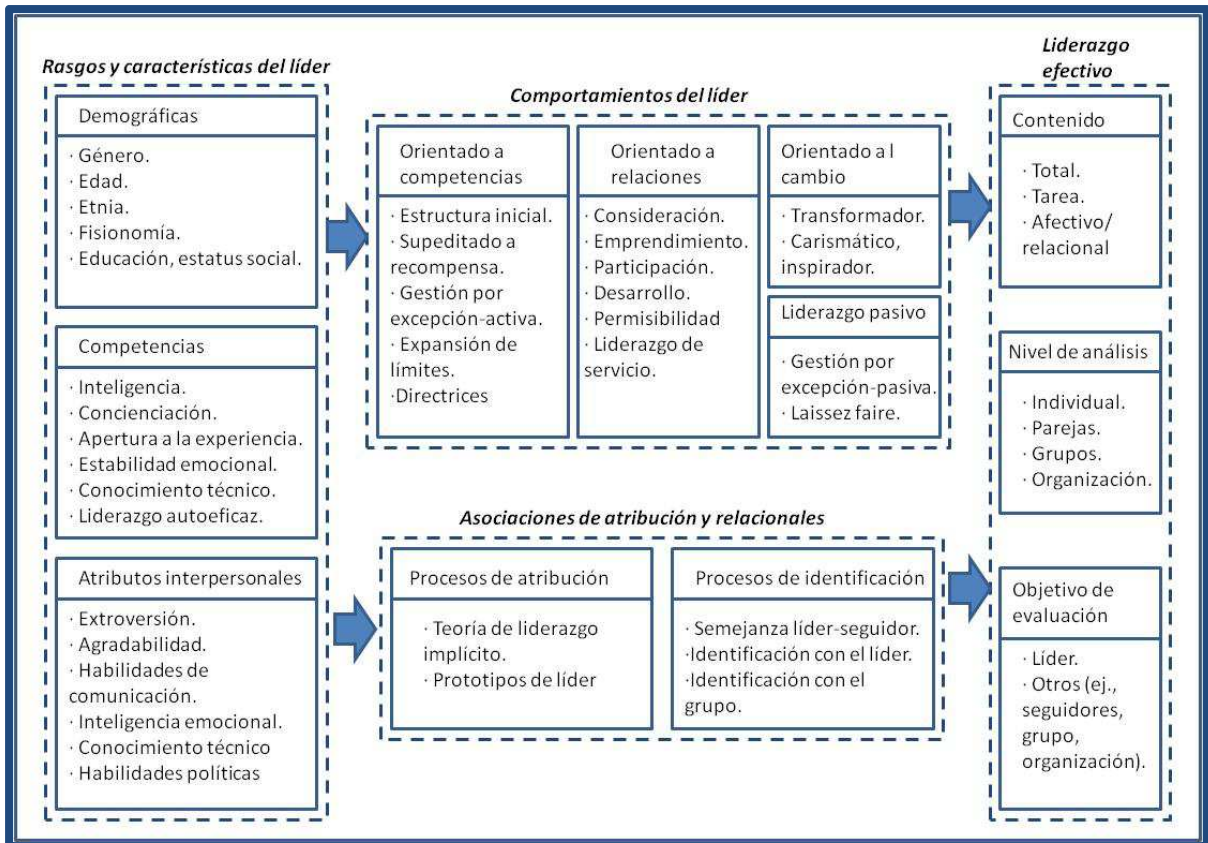 Rasgos y características del líder
Demográficas
· Género.
· Edad.
· Etnia.
· Fisionomía.
· Educación, estatus social.
Competencias
· Inteligencia.
· Concienciación.
· Apertura a la experiencia.
· Estabilidad emocional.
· Conocimiento técnico.
· Liderazgo autoeficaz.
Atributos interpersonales
· Extroversión.
· Agradabilidad.
· Habilidades de
comunicación.
· Inteligencia emocional.
· Conocimiento técnico
· Habilidades políticas
Comportamientos del líder
Orientado a
competencias
· Estructura inicial.
· Supeditado a
recompensa.
· Gestión por
excepción-activa.
· Expansión de
límites.
·Directrices
Orientado a
relaciones
· Consideración.
· Emprendimiento.
· Participación.
· Desarrollo.
· Permisibilidad
· Liderazgo de
servicio.
Orientado a l
cambio
· Transformador.
· Carismático,
inspirador.
Liderazgo pasivo
· Gestión por
excepción-pasiva.
· Laissez faire.
Asociaciones de atribución y relacionales
Procesos de atribución
· Teoría de liderazgo
implícito.
· Prototipos de líder
Procesos de identificación
· Semejanza líder-seguidor.
·Identificación con el líder.
·Identificación con el
grupo.
Liderazgo
efectivo
Contenido
· Total.
· Tarea.
· Afectivo/
relacional
Nivel de análisis
· Individual.
· Parejas.
· Grupos.
· Organización.
Objetivo de
evaluación
· Líder.
· Otros (ej.,
seguidores,
grupo,
organización).